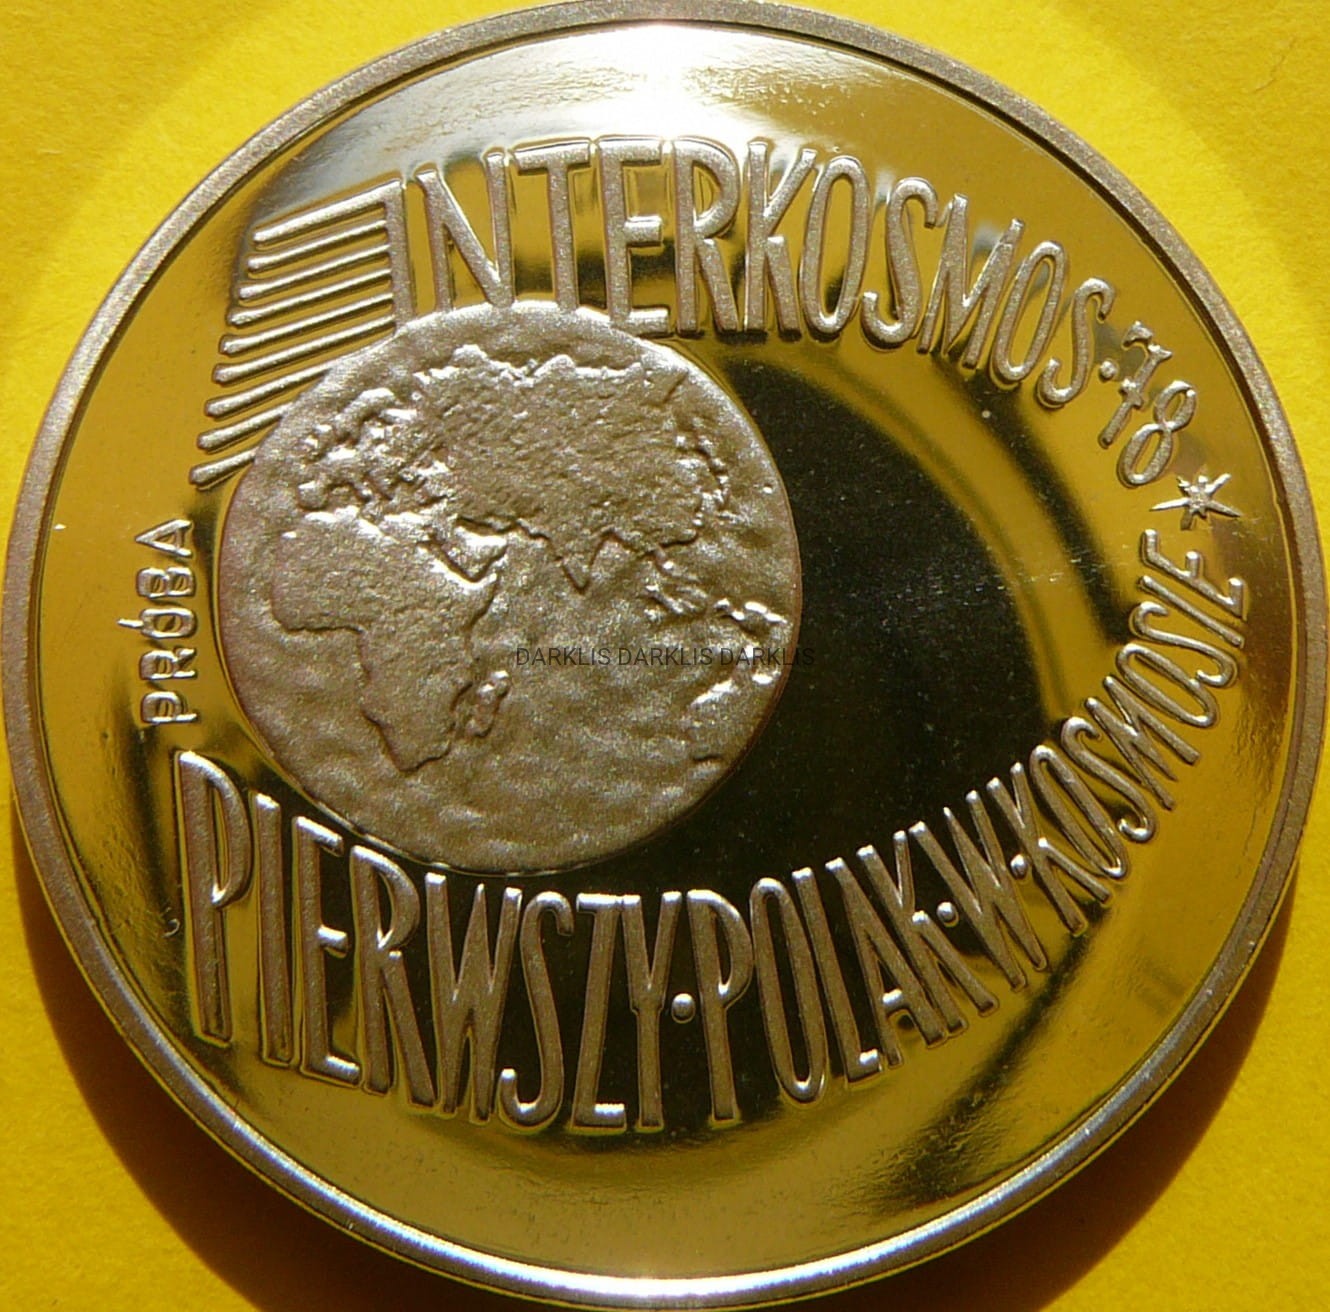 INTERKOSMOS·78
PRÓBA
DARKLIS DARKLIS DARKLIS
PIERWSZY·POLAK·W·KOSMOSIE